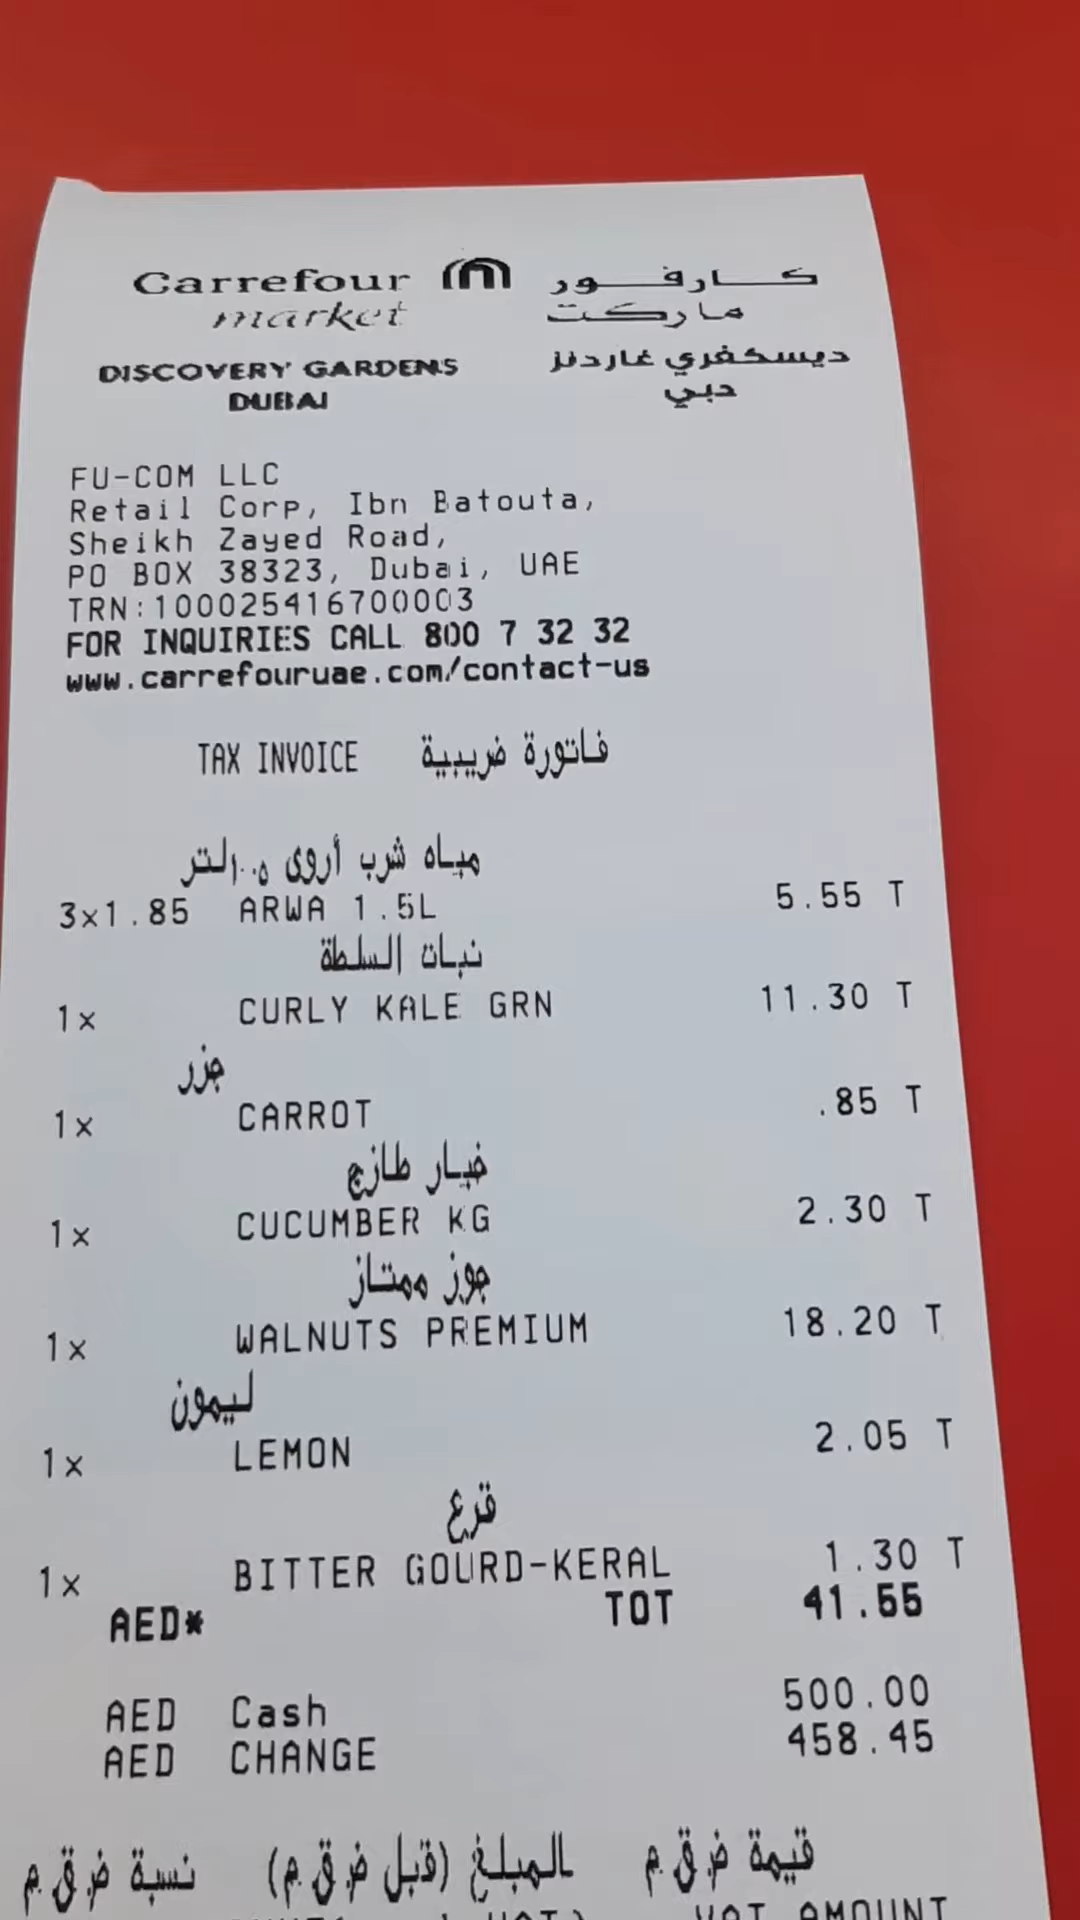 Carrefour كارفور
market ماركت
DISCOVERY GARDENS ديسكفري غاردنز
DUBAI دبي
FU-COM LLC
Retail Corp, Ibn Batouta,
Sheikh Zayed Road,
PO BOX 38323, Dubai, UAE
TRN:100025416700003
FOR INQUIRIES CALL 800 7 32 32
www.carrefouruae.com/contact-us
TAX INVOICE فاتورة ضريبية
مياه شرب أروى ٥.١لتر
3x1.85 ARWA 1.5L 5.55 T
نبات السلطة
1x CURLY KALE GRN 11.30 T
جزر
1x CARROT .85 T
خيار طازج
1x CUCUMBER KG 2.30 T
جوز ممتاز
1x WALNUTS PREMIUM 18.20 T
ليمون
1x LEMON 2.05 T
قرع
1x BITTER GOURD-KERAL 1.30 T
AED* TOT 41.55
AED Cash 500.00
AED CHANGE 458.45
قيمة ض.ق.م المبلغ (قبل ض.ق.م) نسبة ض.ق.م
VAT AMOUNT